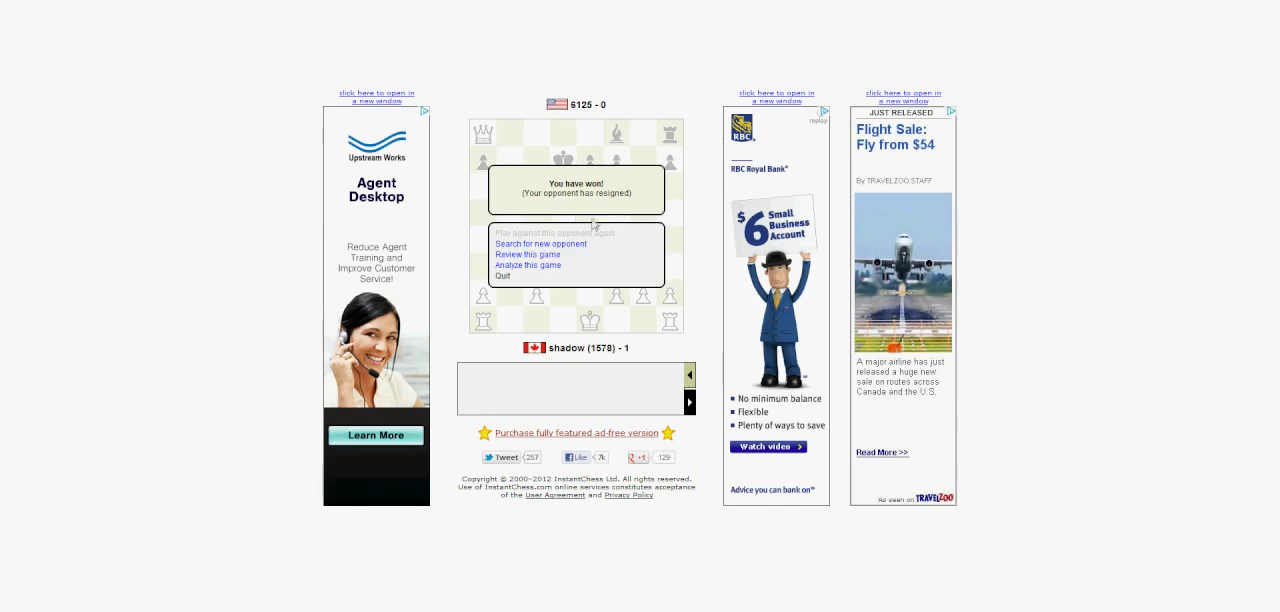 click here to open in
a new window
Upstream Works
Agent
Desktop
Reduce Agent
Training and
Improve Customer
Service!
Learn More
6125 - 0
You have won!
(Your opponent has resigned)
Play against this opponent again
Search for new opponent
Review this game
Analyze this game
Quit
shadow (1578) - 1
Purchase fully featured ad-free version
Tweet 257 Like 7k +1 129
Copyright © 2000-2012 InstantChess Ltd. All rights reserved.
Use of InstantChess.com online services constitutes acceptance
of the User Agreement and Privacy Policy
click here to open in
a new window
replay
RBC
RBC Royal Bank®
$6 Small
Business
Account
No minimum balance
Flexible
Plenty of ways to save
Watch video >
Advice you can bank on™
click here to open in
a new window
JUST RELEASED
Flight Sale:
Fly from $54
By TRAVELZOO STAFF
A major airline has just
released a huge new
sale on routes across
Canada and the U.S.
Read More >>
As seen on TRAVELZOO